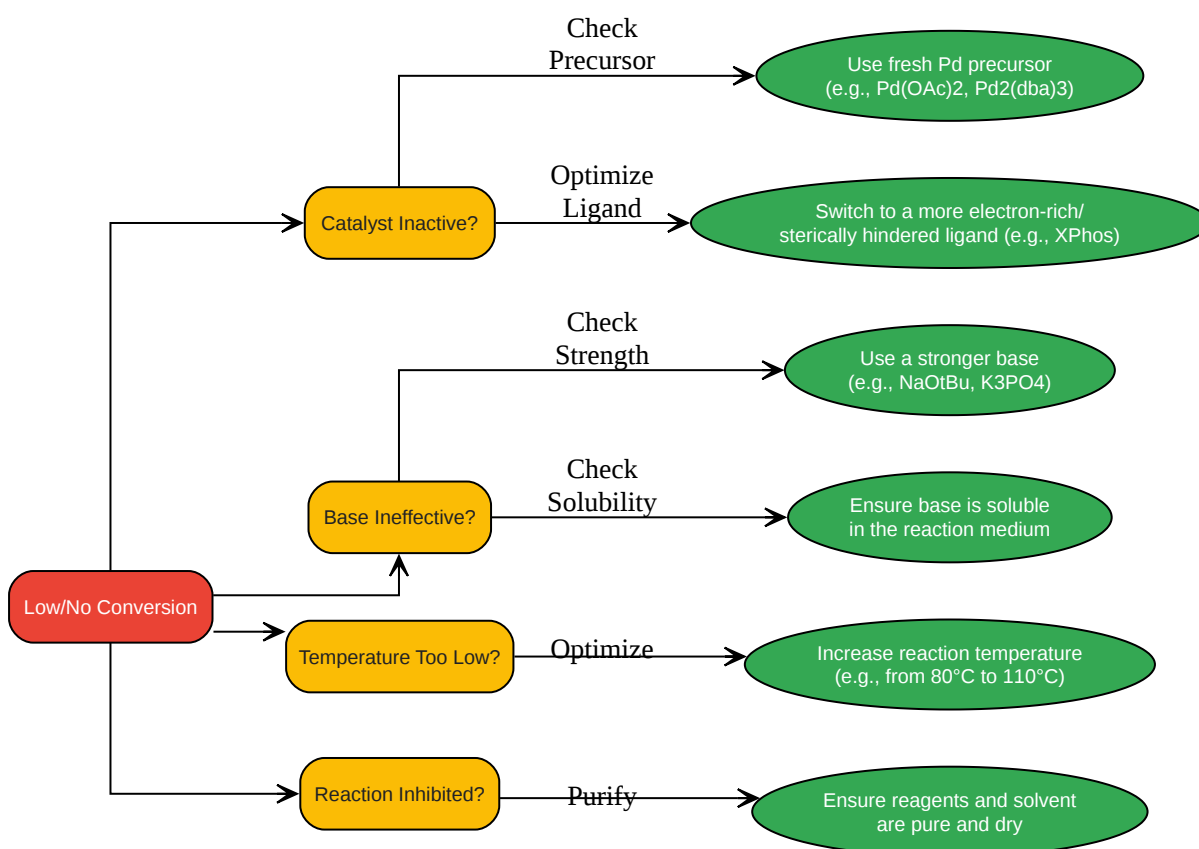 Check
Precursor
Use fresh Pd precursor
(e.g., Pd(OAc)2, Pd2(dba)3)
Catalyst Inactive?
Optimize
Ligand
Switch to a more electron-rich/
sterically hindered ligand (e.g., XPhos)
Check
Strength
Use a stronger base
(e.g., NaOtBu, K3PO4)
Base Ineffective?
Check
Solubility
Ensure base is soluble
in the reaction medium
Low/No Conversion
Temperature Too Low?
Optimize
Increase reaction temperature
(e.g., from 80°C to 110°C)
Reaction Inhibited?
Purify
Ensure reagents and solvent
are pure and dry